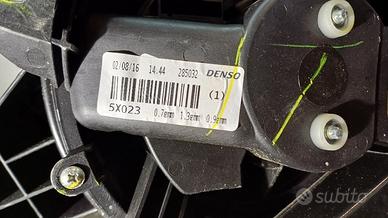 02/08/16 14.44 285032 DENSO
(1)
5X023 0.7mm 1.3mm 0.9mm
subito